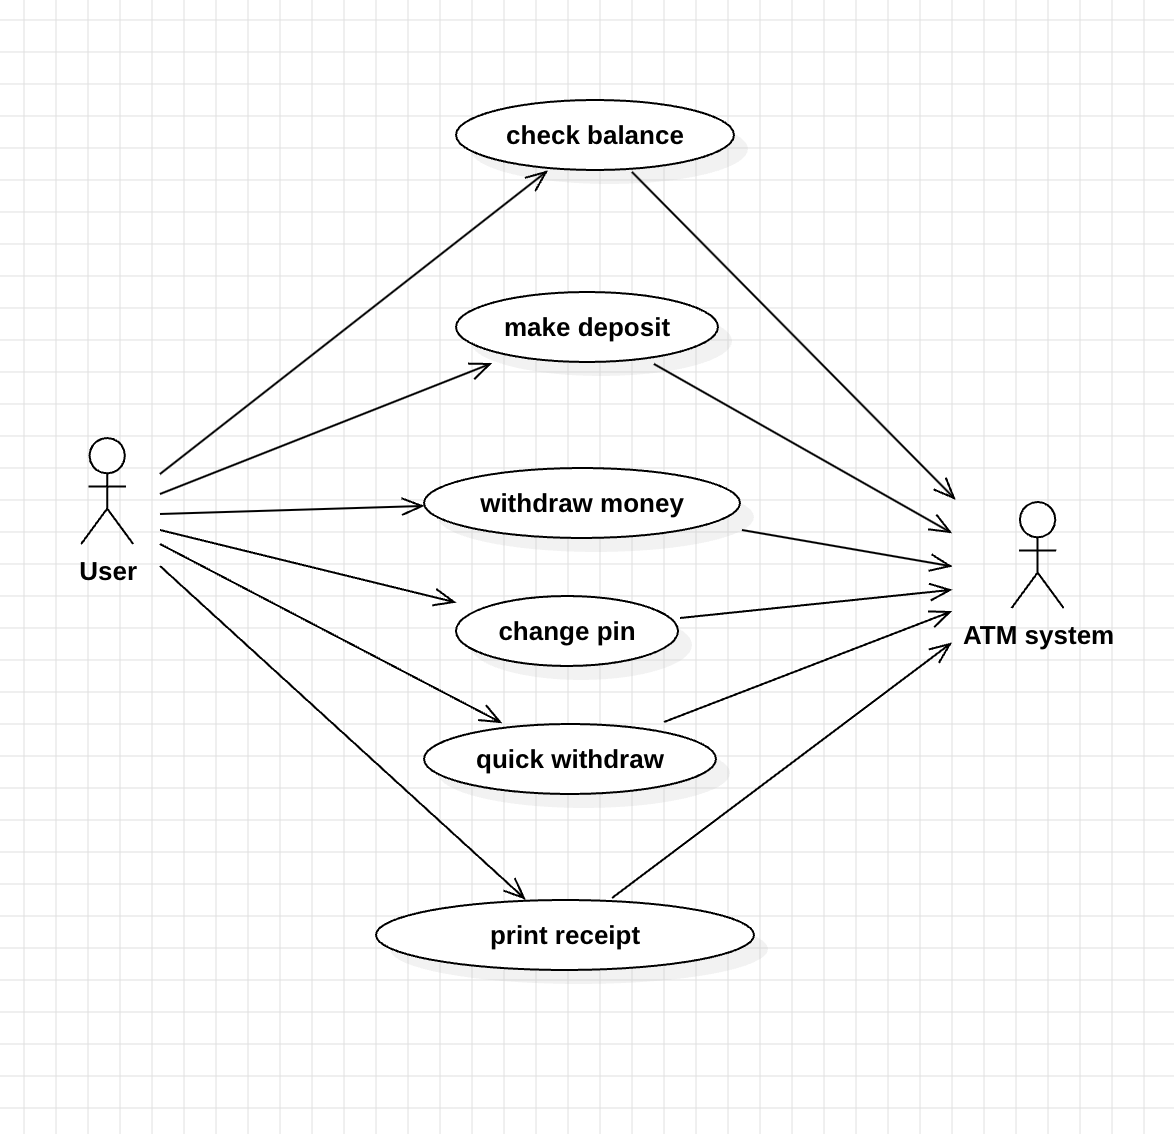 check balance
make deposit
withdraw money
User
change pin
ATM system
quick withdraw
print receipt